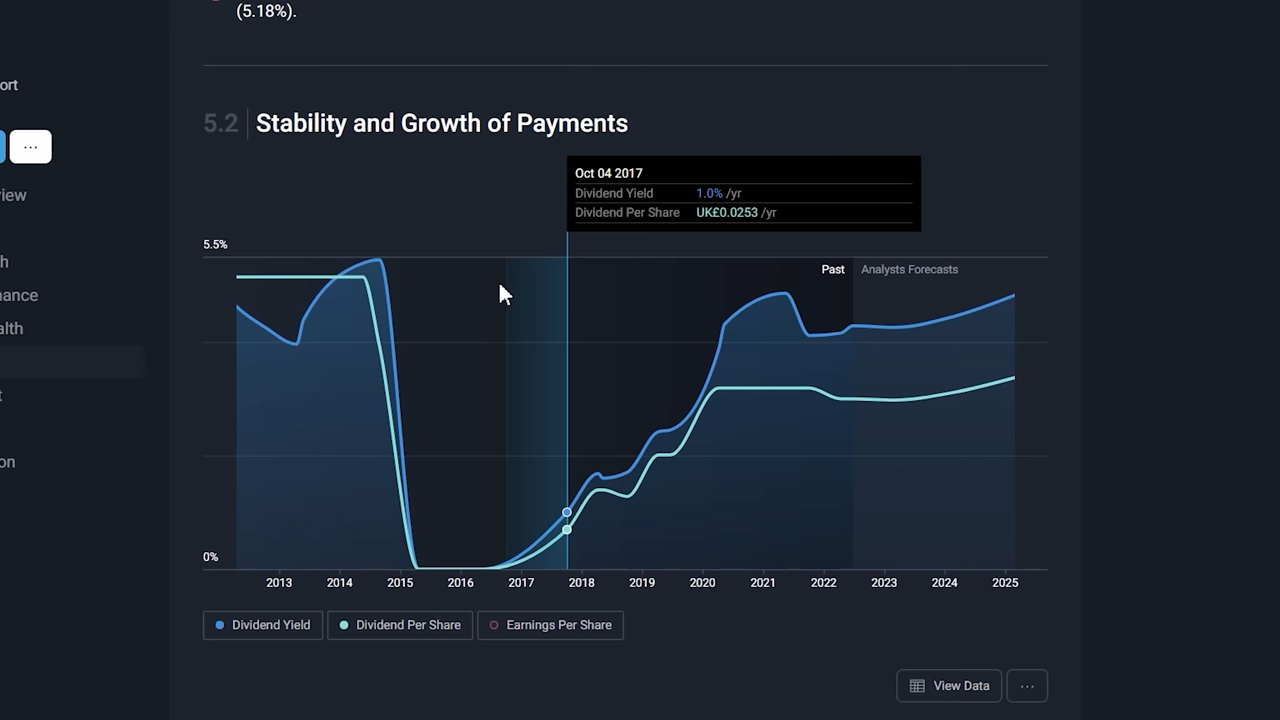 (5.18%).
ort
...
iew
h
nance
alth
t
on
5.2 Stability and Growth of Payments
Oct 04 2017
Dividend Yield 1.0% /yr
Dividend Per Share UK£0.0253 /yr
5.5%
Past Analysts Forecasts
0%
2013 2014 2015 2016 2017 2018 2019 2020 2021 2022 2023 2024 2025
Dividend Yield Dividend Per Share Earnings Per Share
View Data ...